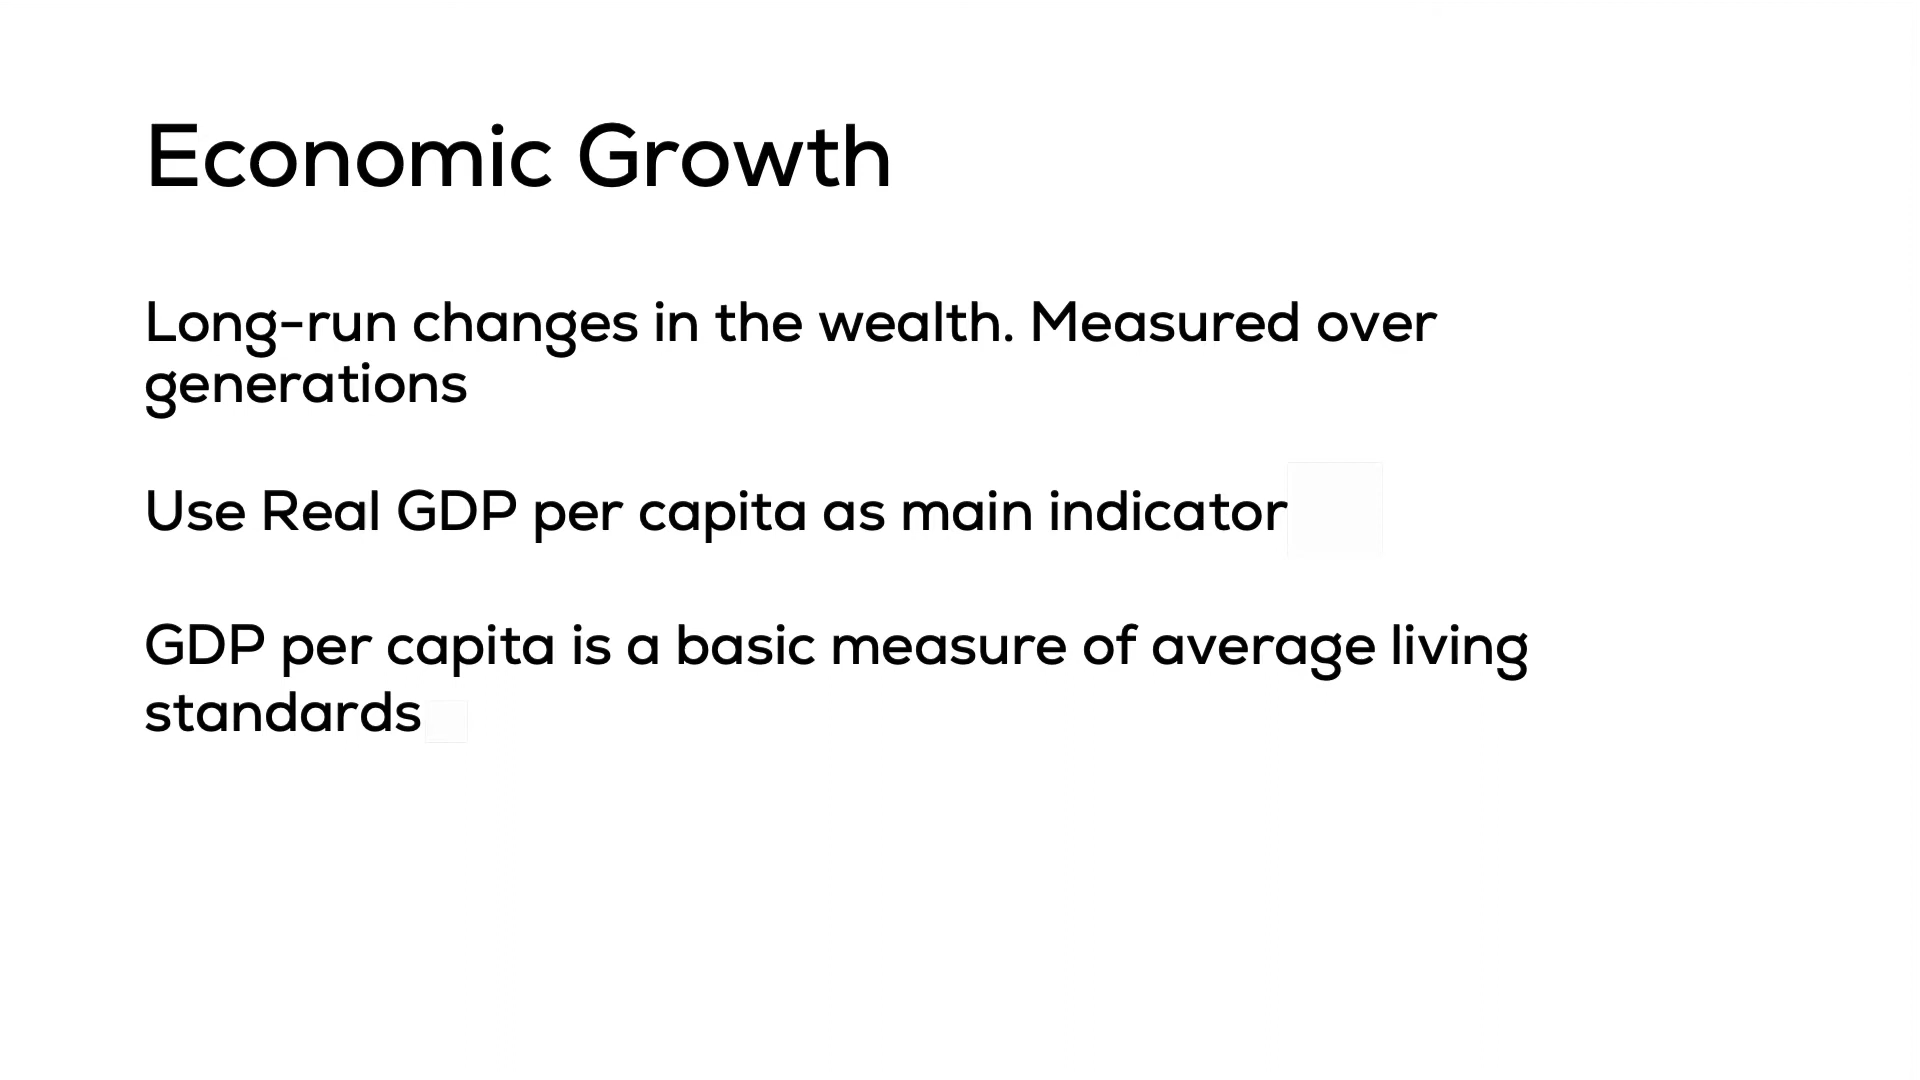 Economic Growth
Long-run changes in the wealth. Measured over
generations
Use Real GDP per capita as main indicator
GDP per capita is a basic measure of average living
standards